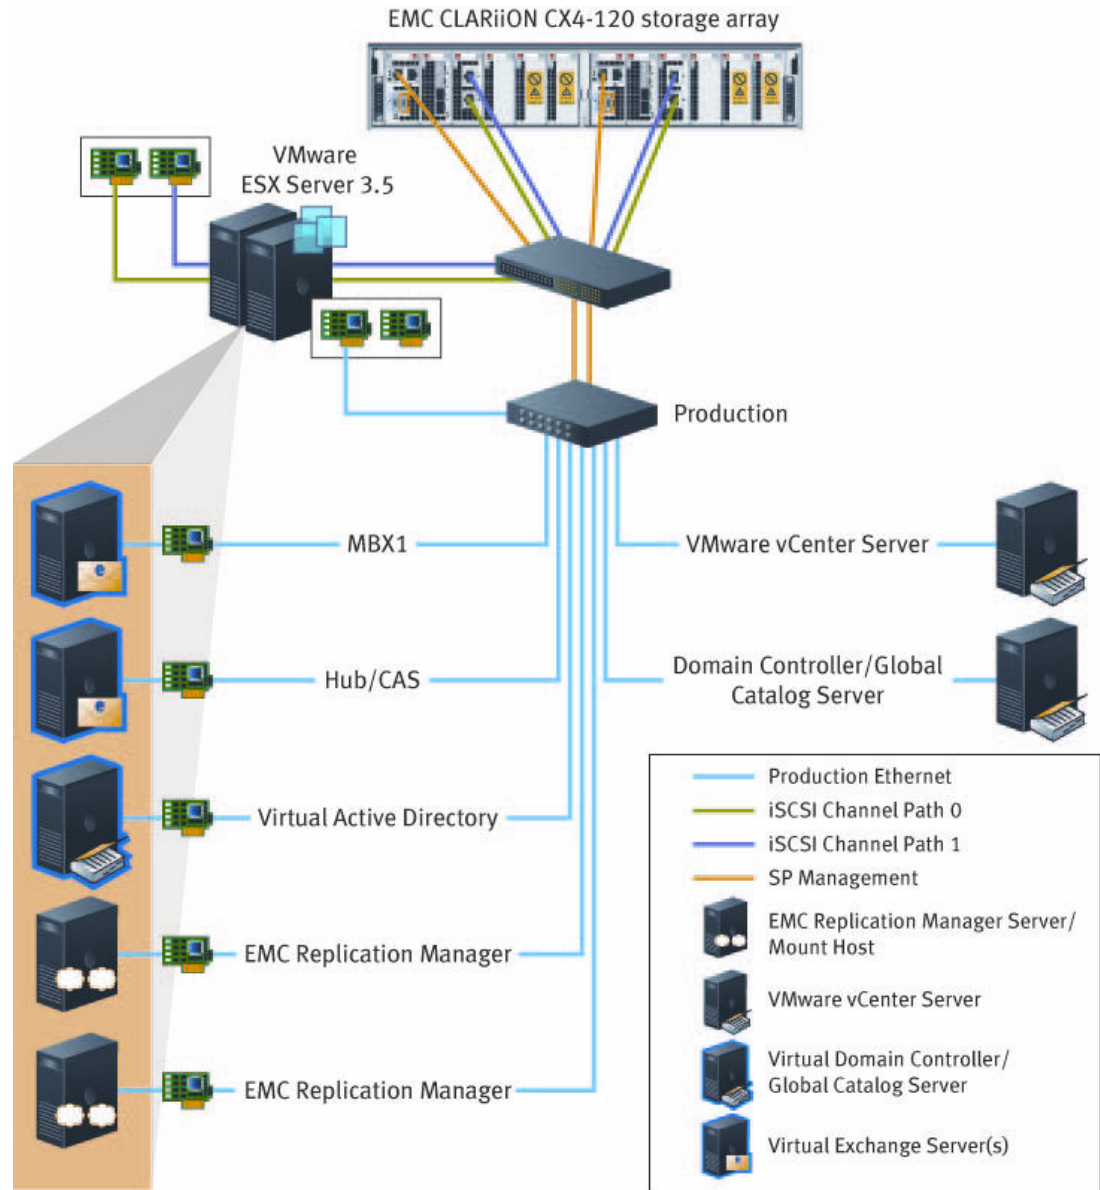 EMC CLARiiON CX4-120 storage array
VMware
ESX Server 3.5
Production
MBX1
VMware vCenter Server
Hub/CAS
Domain Controller/Global
Catalog Server
Virtual Active Directory
EMC Replication Manager
EMC Replication Manager
Production Ethernet
iSCSI Channel Path 0
iSCSI Channel Path 1
SP Management
EMC Replication Manager Server/
Mount Host
VMware vCenter Server
Virtual Domain Controller/
Global Catalog Server
Virtual Exchange Server(s)